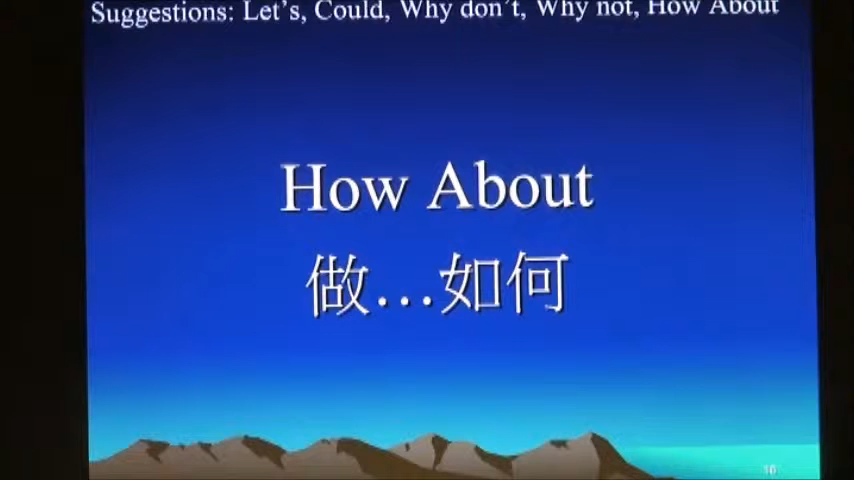 Suggestions: Let's, Could, Why don't, Why not, How About
How About
做…如何
10